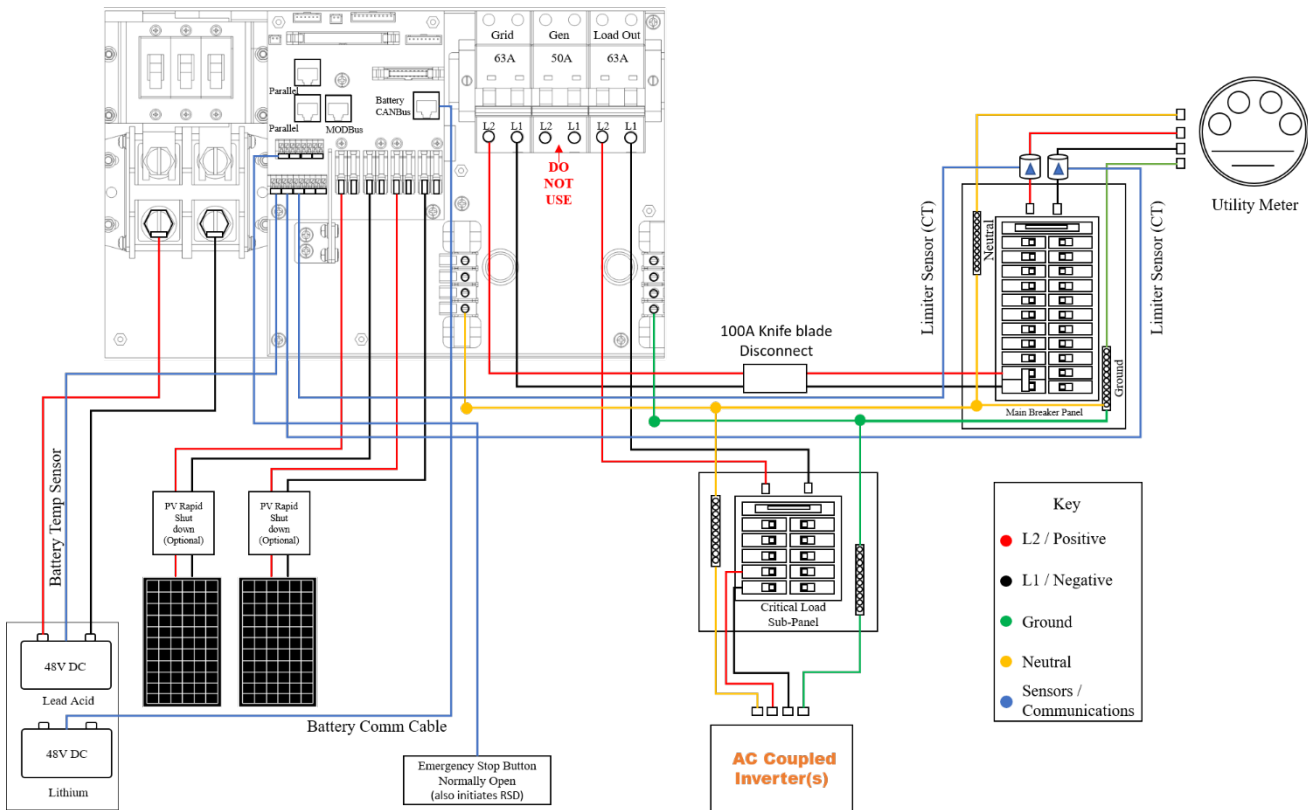 Grid
Gen
Load Out
63A
50A
63A
Parallel
Battery
CANBus
Parallel
MODBus
L2
L1
L2
L1
L2
L1
DO
NOT
USE
Utility Meter
Limiter Sensor (CT)
Neutral
Limiter Sensor (CT)
Ground
Main Breaker Panel
100A Knife blade
Disconnect
Battery Temp Sensor
PV Rapid
Shut
down
(Optional)
PV Rapid
Shut
down
(Optional)
Critical Load
Sub-Panel
Key
L2 / Positive
L1 / Negative
Ground
Neutral
Sensors /
Communications
48V DC
Lead Acid
48V DC
Lithium
Battery Comm Cable
Emergency Stop Button
Normally Open
(also initiates RSD)
AC Coupled
Inverter(s)